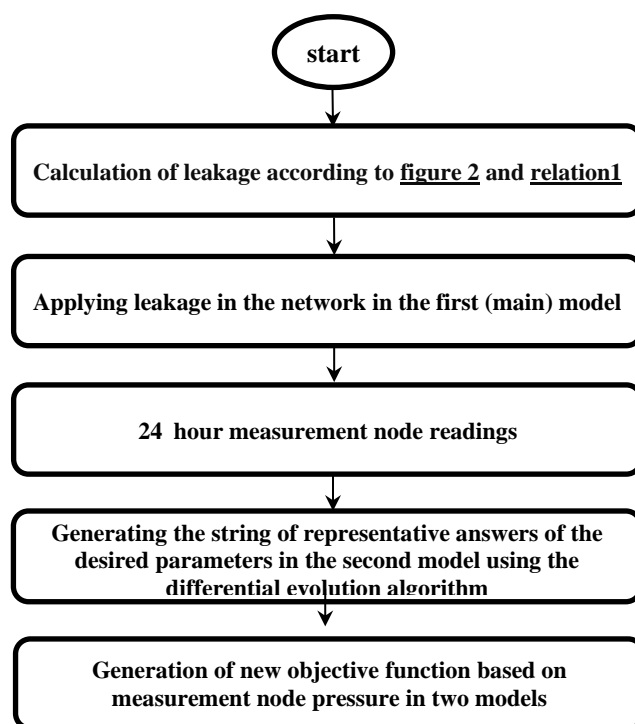 start
Calculation of leakage according to figure 2 and relation1
Applying leakage in the network in the first (main) model
24 hour measurement node readings
Generating the string of representative answers of the
desired parameters in the second model using the
differential evolution algorithm
Generation of new objective function based on
measurement node pressure in two models